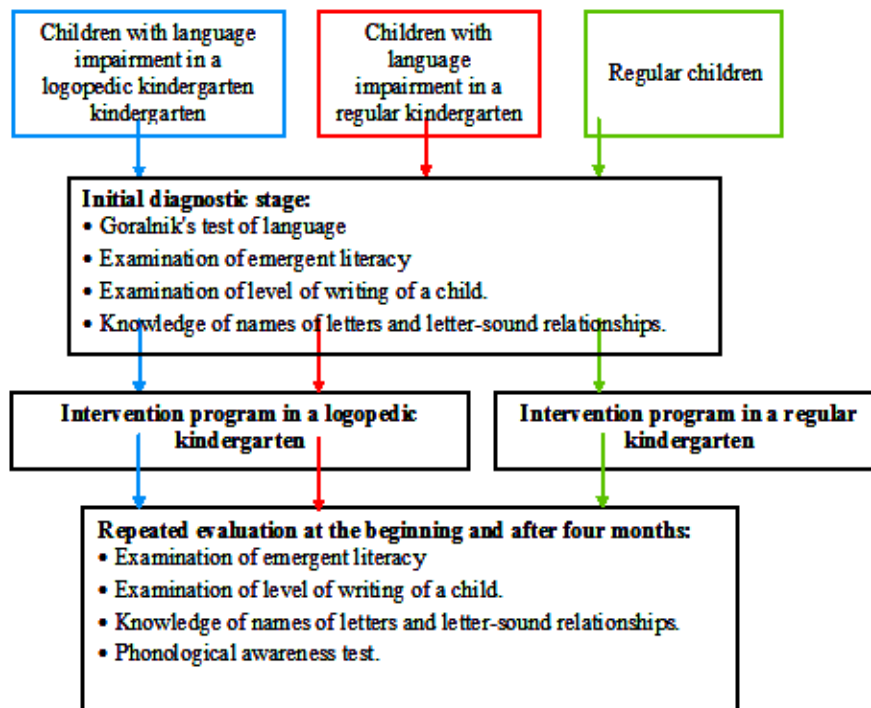 Children with language
impairment in a
logopedic kindergarten
kindergarten
Children with
language
impairment in a
regular kindergarten
Regular children
Initial diagnostic stage:
• Goralnik's test of language
• Examination of emergent literacy
• Examination of level of writing of a child.
• Knowledge of names of letters and letter-sound relationships.
Intervention program in a logopedic
kindergarten
Intervention program in a regular
kindergarten
Repeated evaluation at the beginning and after four months:
• Examination of emergent literacy
• Examination of level of writing of a child.
• Knowledge of names of letters and letter-sound relationships.
• Phonological awareness test.